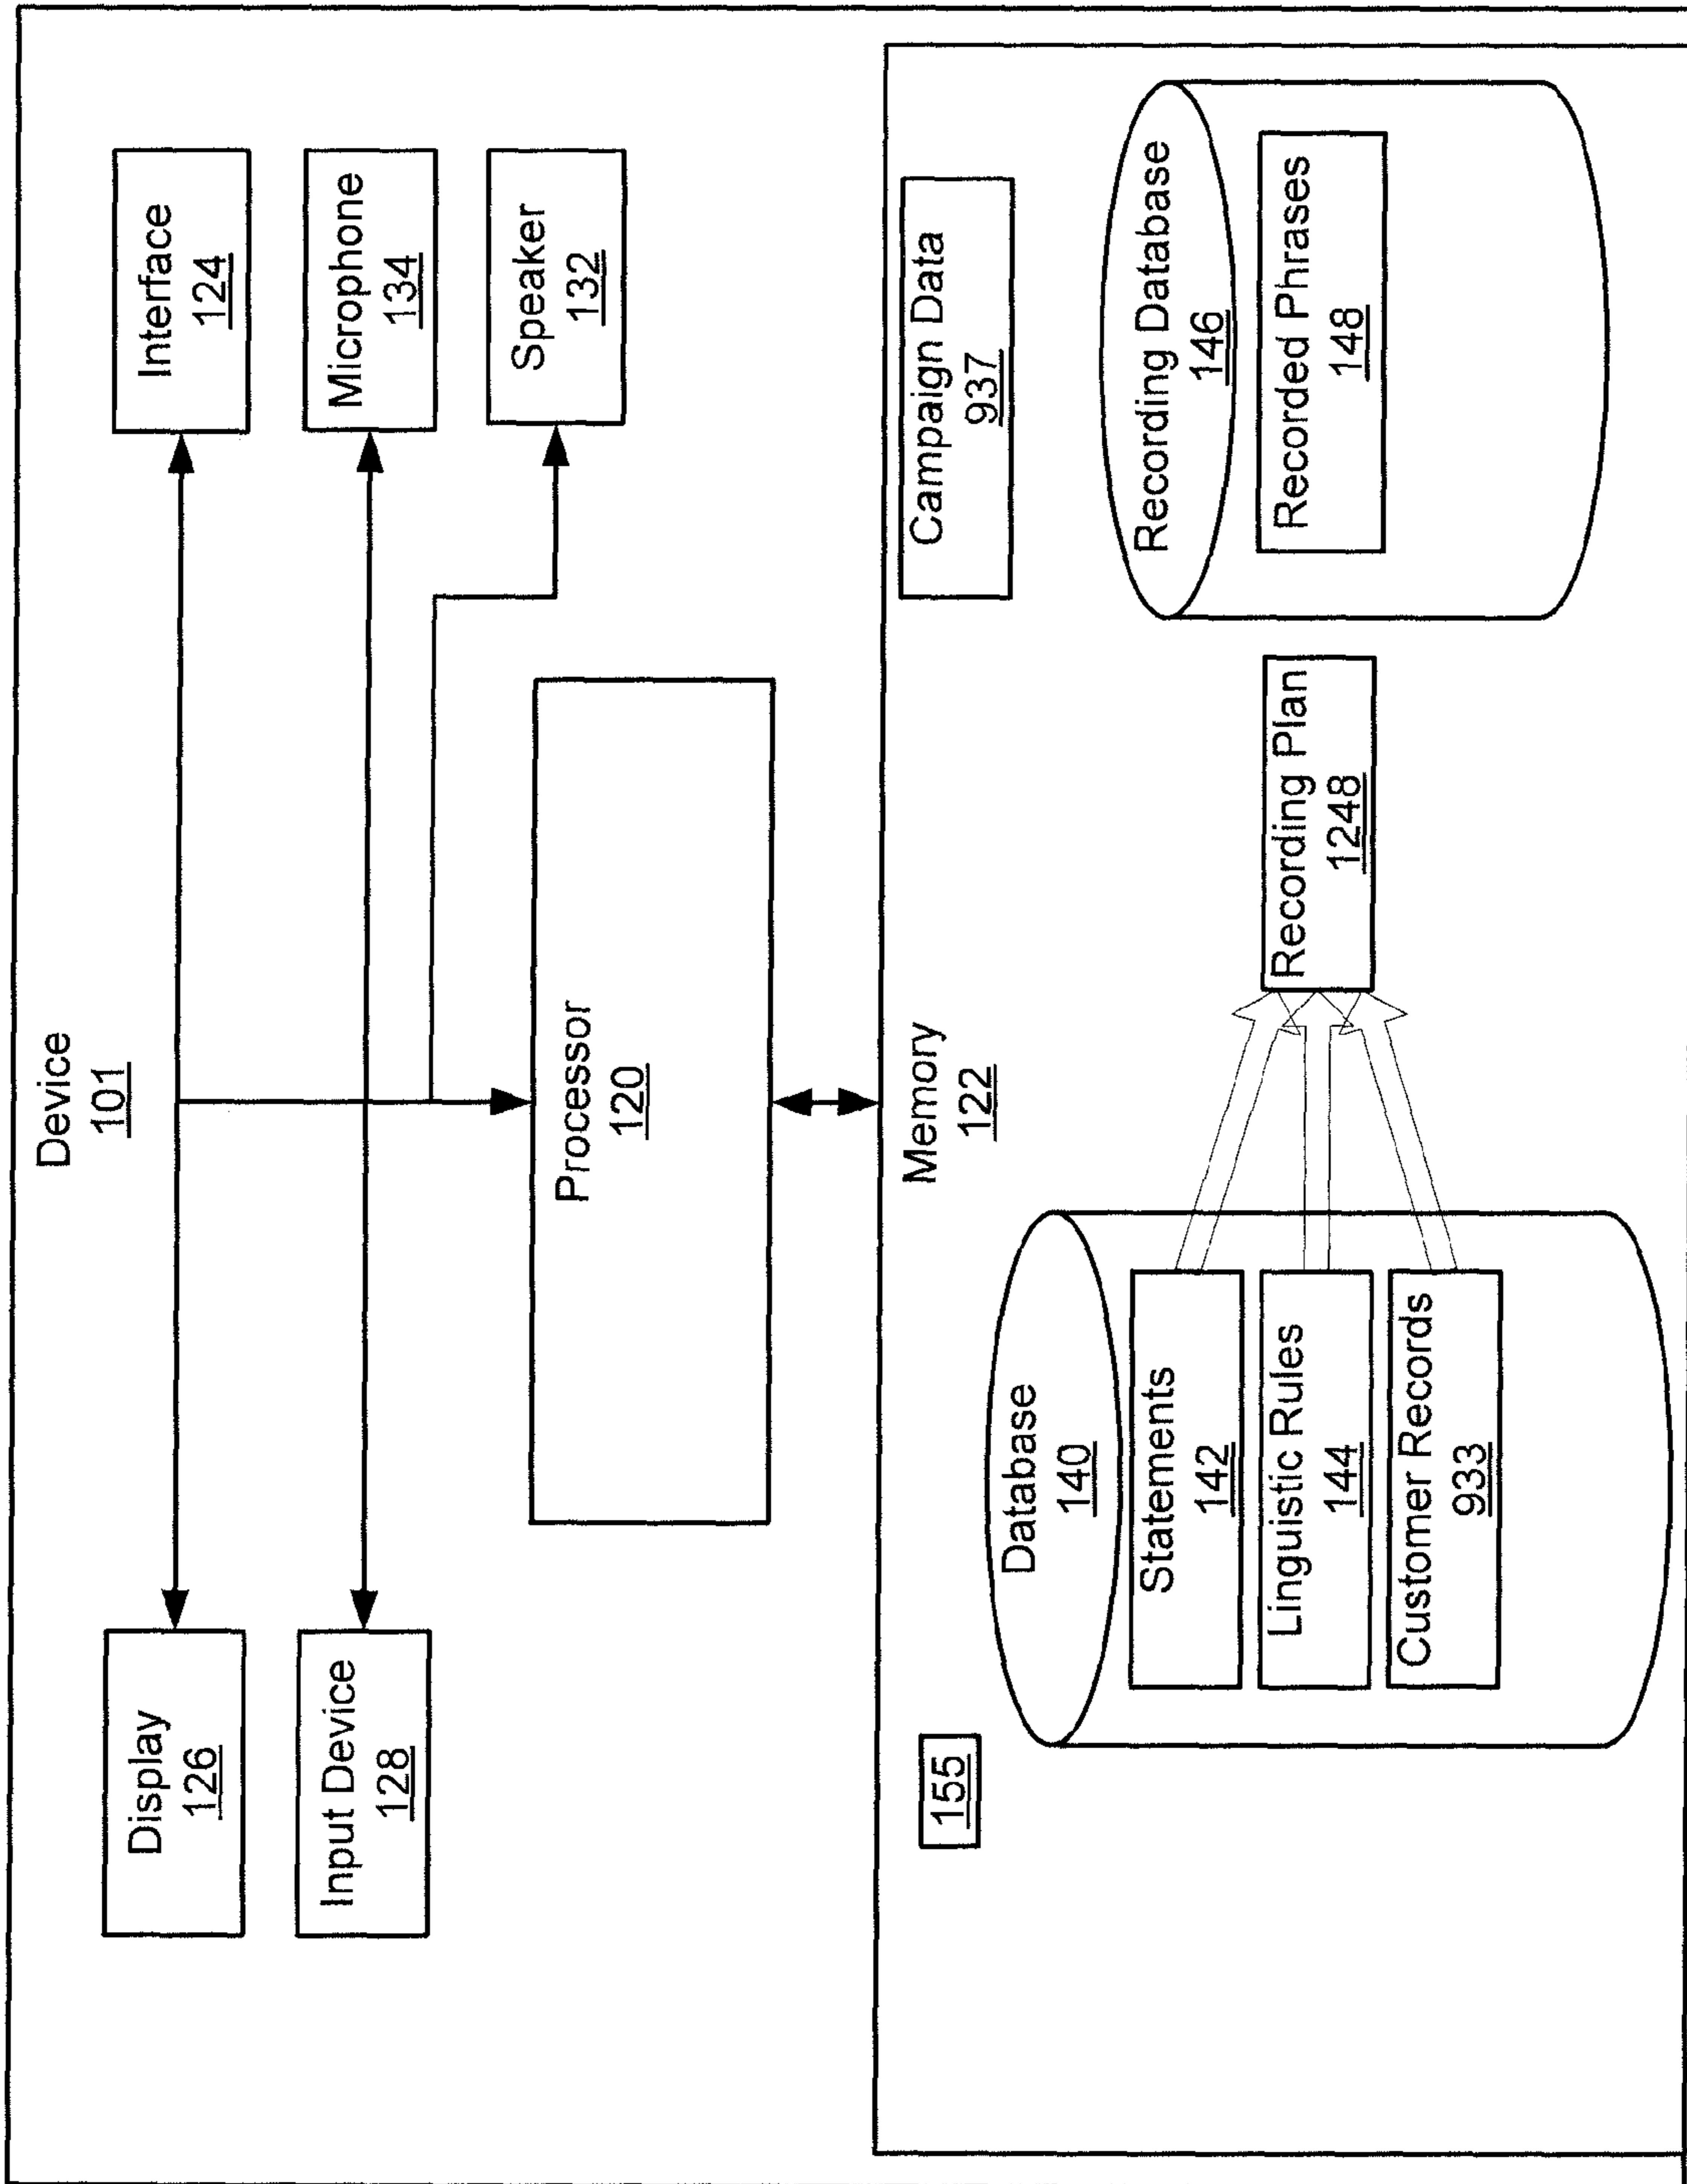 Device
101
Display
126
Interface
124
Input Device
128
Microphone
134
Speaker
132
Processor
120
Memory
122
155
Campaign Data
937
Database
140
Statements
142
Linguistic Rules
144
Customer Records
933
Recording Plan
1248
Recording Database
146
Recorded Phrases
148